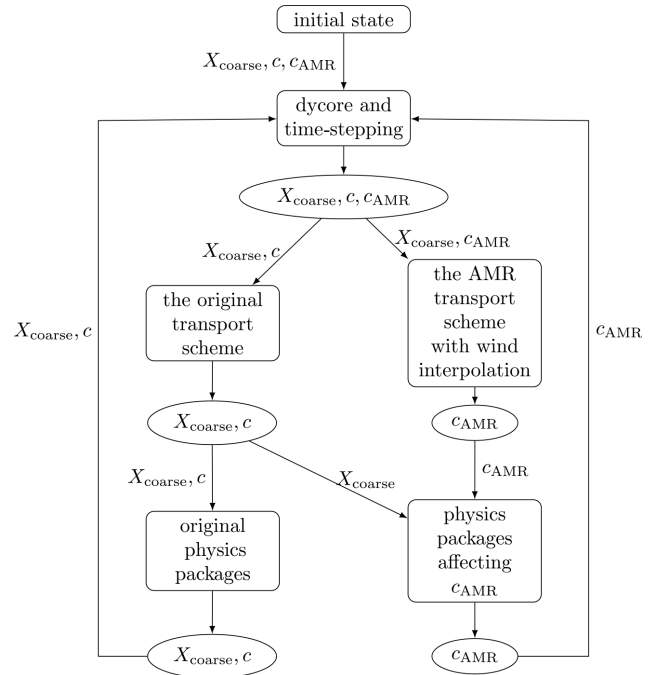 initial state
X_coarse, c, c_AMR
dycore and
time-stepping
X_coarse, c, c_AMR
X_coarse, c
X_coarse, c_AMR
the original
transport
scheme
the AMR
transport
scheme
with wind
interpolation
X_coarse, c
c_AMR
X_coarse, c
c_AMR
X_coarse, c
X_coarse
c_AMR
original
physics
packages
physics
packages
affecting
c_AMR
X_coarse, c
c_AMR